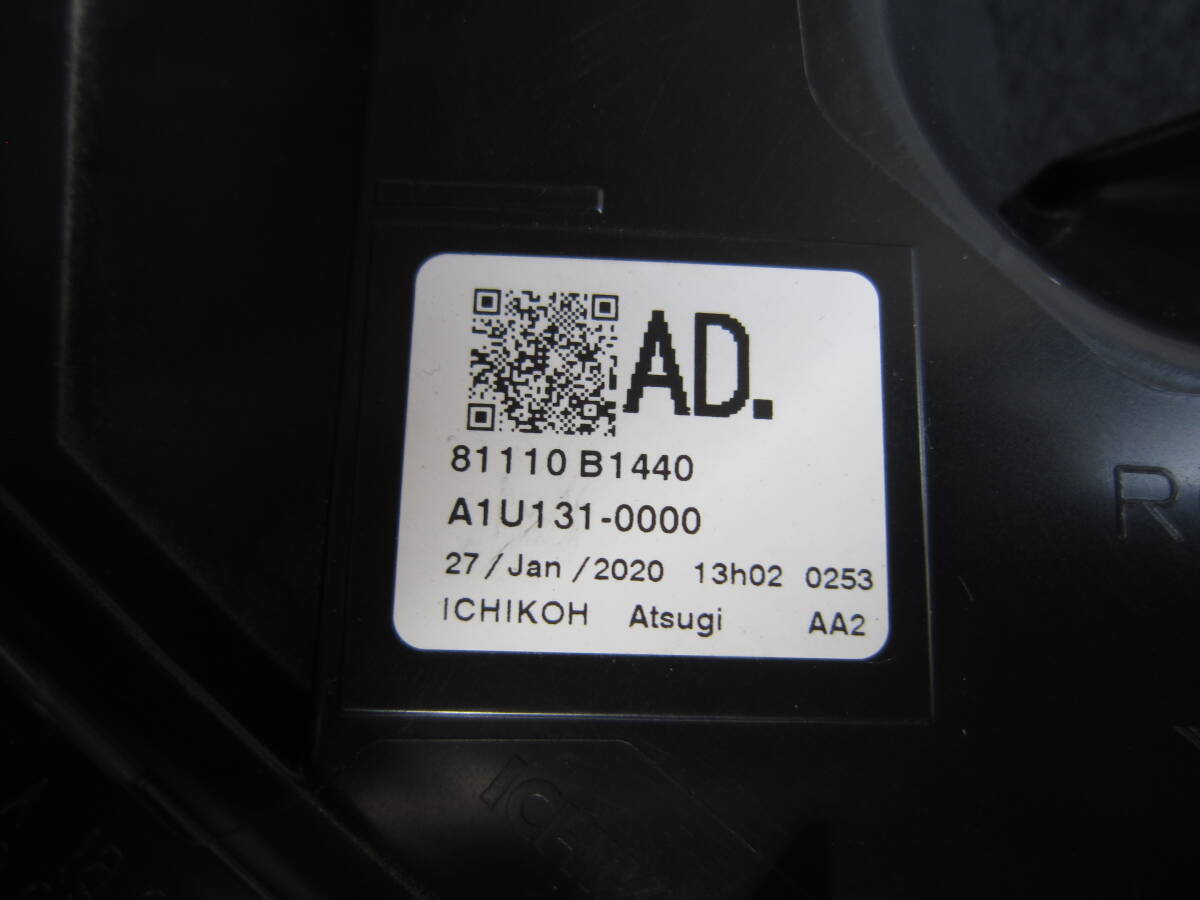 AD.
81110 B1440
A1U131-0000
27/Jan/2020 13h02 0253
ICHIKOH Atsugi AA2
R